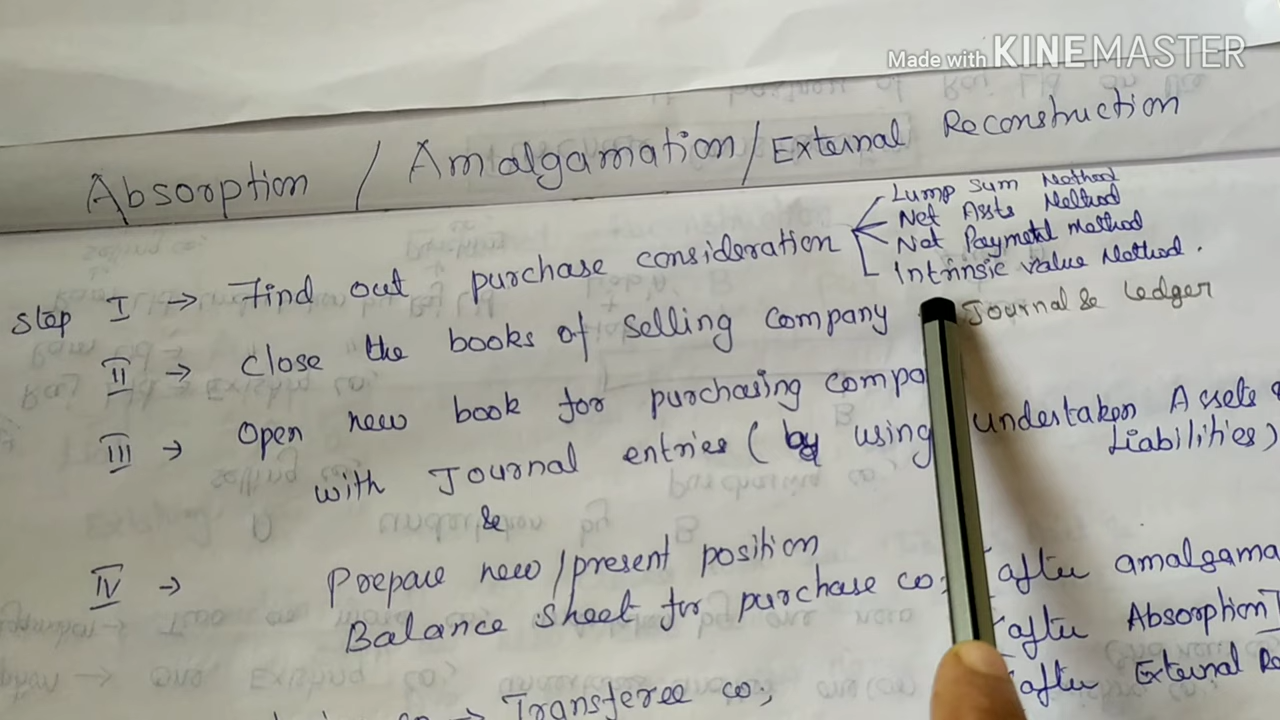 Made with KINEMASTER
Absorption / Amalgamation / External Reconstruction
Lump sum Method
Net Assts Method
Step I → Find out purchase consideration
Net Payment method
Intrinsic value Method.
II → Close the books of selling company
Journal & Ledger
III → Open new book for purchasing compa
undertaken Assets &
with Journal entries ( by using
Liabilities)
&
IV → Prepare new / present position
Balance sheet for purchase co;
after amalgama
after Absorption
after External Re
→ Transferee co;